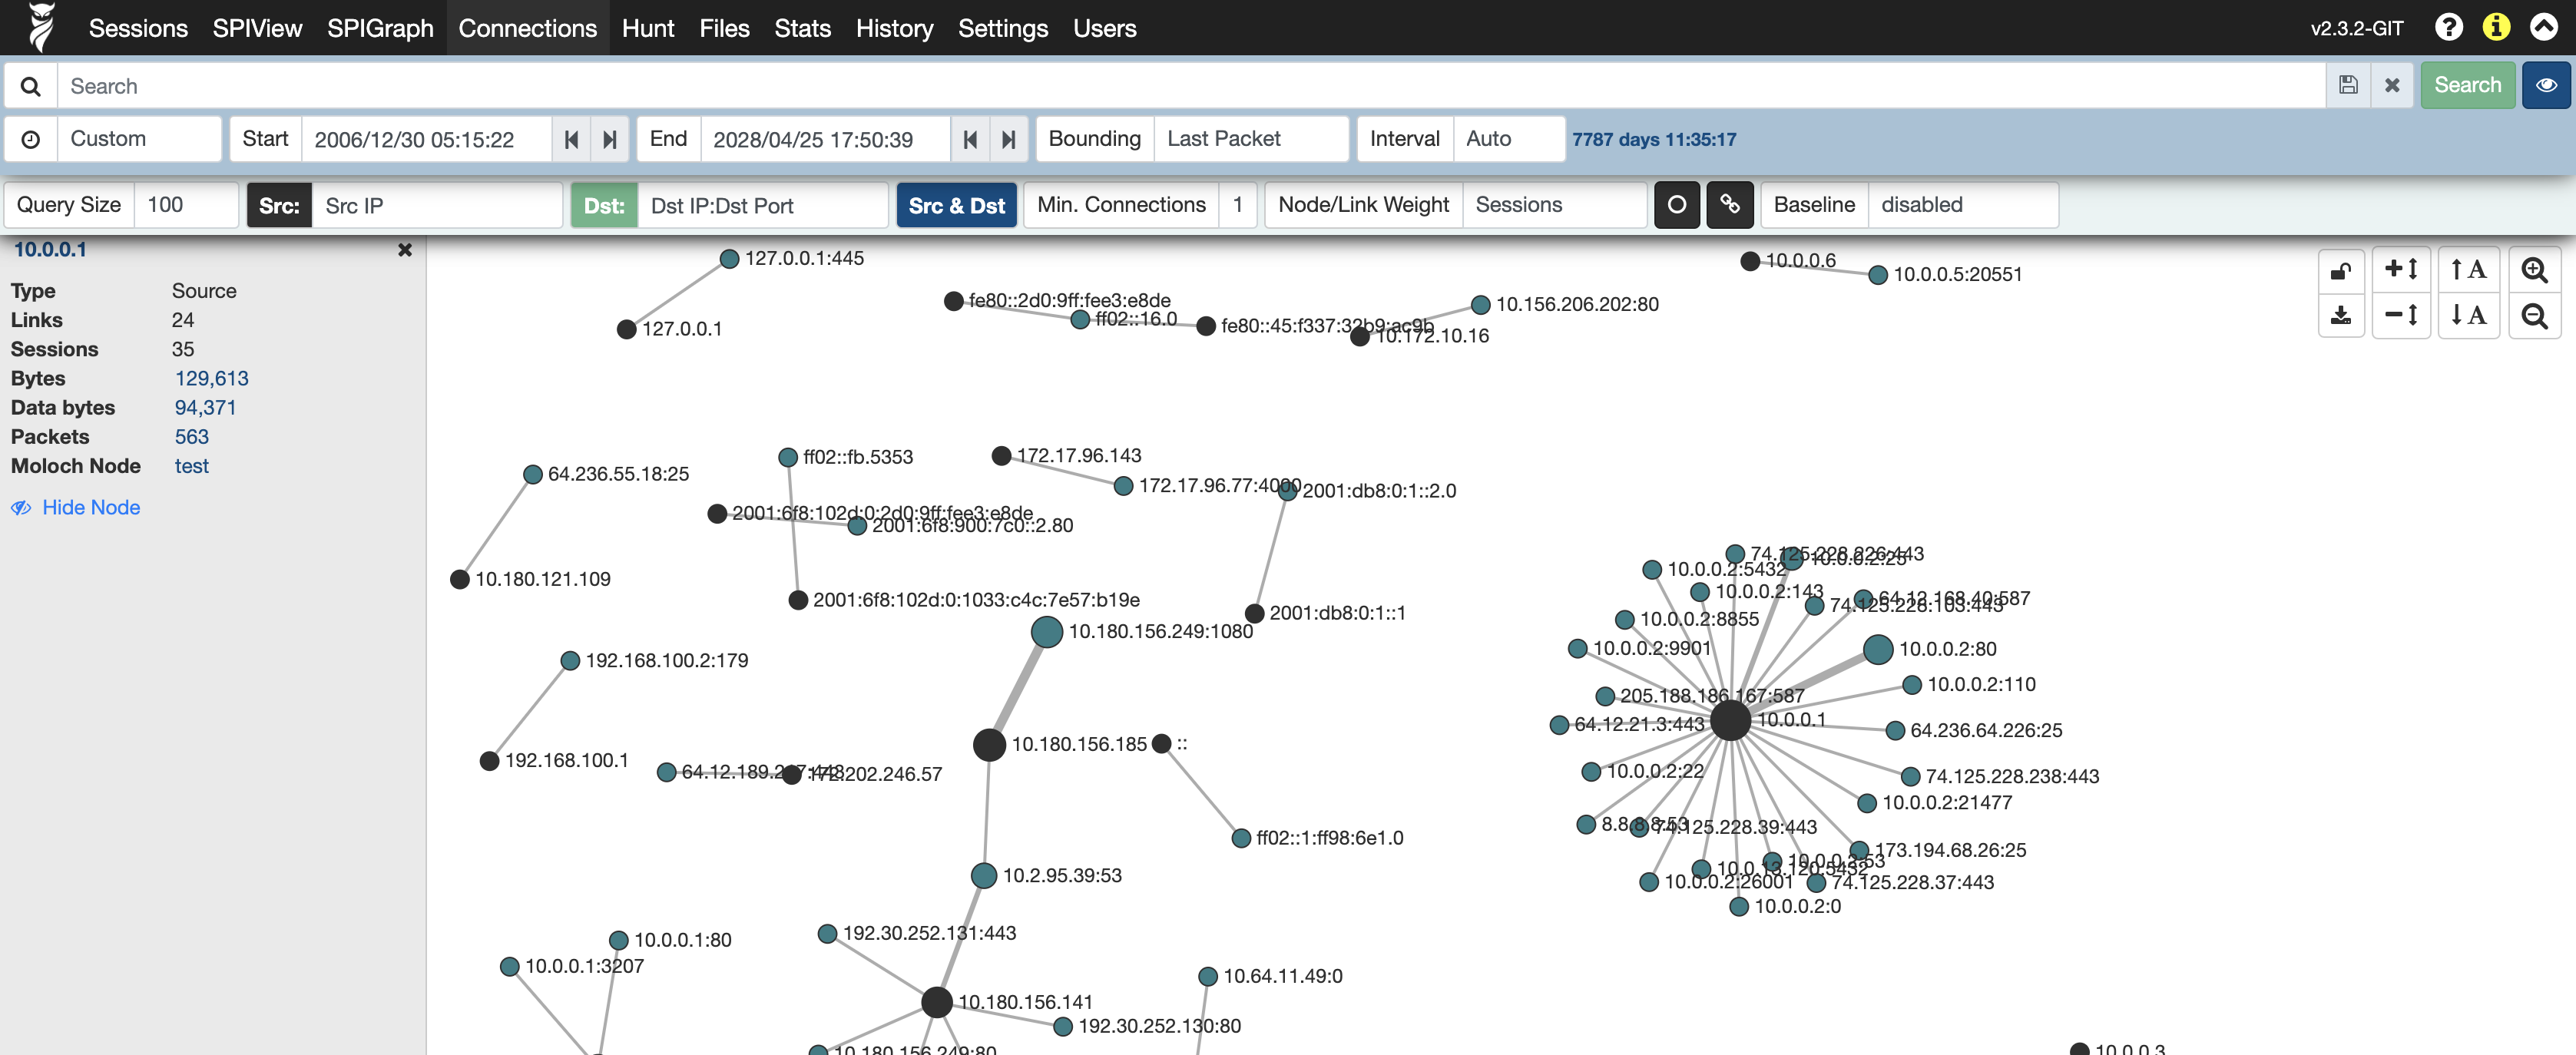 Sessions SPIView SPIGraph Connections Hunt Files Stats History Settings Users v2.3.2-GIT
Search Search
Custom Start 2006/12/30 05:15:22 End 2028/04/25 17:50:39 Bounding Last Packet Interval Auto 7787 days 11:35:17
Query Size 100 Src: Src IP Dst: Dst IP:Dst Port Src & Dst Min. Connections 1 Node/Link Weight Sessions Baseline disabled
10.0.0.1
Type Source
Links 24
Sessions 35
Bytes 129,613
Data bytes 94,371
Packets 563
Moloch Node test
Hide Node
127.0.0.1:445
10.0.0.6
10.0.0.5:20551
fe80::2d0:9ff:fee3:e8de
10.156.206.202:80
ff02::16.0
fe80::45:f337:32b9:ac9b
127.0.0.1
10.172.10.16
172.17.96.143
ff02::fb.5353
64.236.55.18:25
172.17.96.77:4000
2001:db8:0:1::2.0
2001:6f8:102d:0:2d0:9ff:fee3:e8de
2001:6f8:900:7c0::2.80
10.180.121.109
2001:6f8:102d:0:1033:c4c:7e57:b19e
2001:db8:0:1::1
74.125.228.226:443
10.0.0.2:25
10.0.0.2:5432
10.0.0.2:143
64.12.168.40:587
74.125.228.103:443
10.0.0.2:8855
10.180.156.249:1080
10.0.0.2:9901
10.0.0.2:80
192.168.100.2:179
10.0.0.2:110
205.188.186.167:587
10.0.0.1
64.12.21.3:443
64.236.64.226:25
10.180.156.185
::
192.168.100.1
172.202.246.57
10.0.0.2:22
74.125.228.238:443
10.0.0.2:21477
8.8.8.8:53
74.125.228.39:443
ff02::1:ff98:6e1.0
173.194.68.26:25
10.0.0.2:26001
74.125.228.37:443
10.2.95.39:53
10.0.0.2:0
192.30.252.131:443
10.0.0.1:80
10.0.0.1:3207
10.64.11.49:0
10.180.156.141
192.30.252.130:80
10.180.156.249:80
10.0.0.3